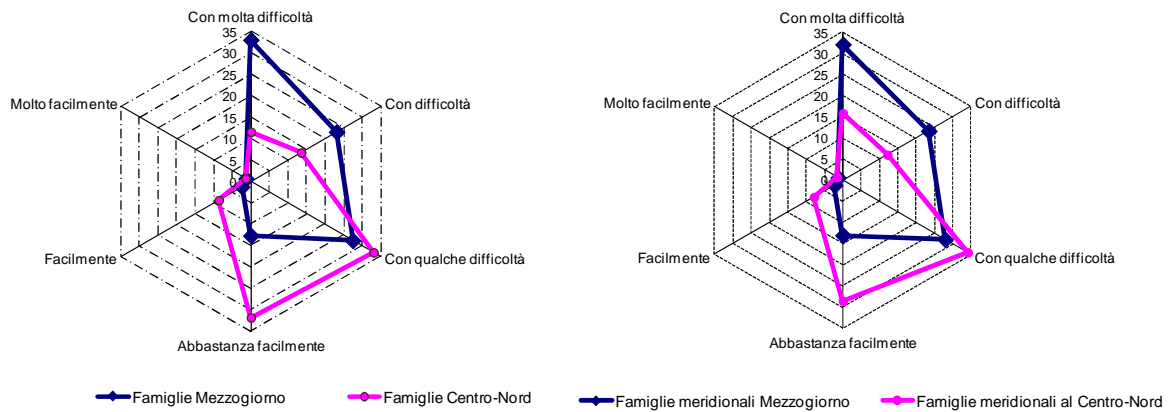 Con molta difficoltà
35
30
25
20
15
10
5
0
Con difficoltà
Con qualche difficoltà
Abbastanza facilmente
Facilmente
Molto facilmente
Famiglie Mezzogiorno
Famiglie Centro-Nord
Con molta difficoltà
35
30
25
20
15
10
5
0
Con difficoltà
Con qualche difficoltà
Abbastanza facilmente
Facilmente
Molto facilmente
Famiglie meridionali Mezzogiorno
Famiglie meridionali al Centro-Nord